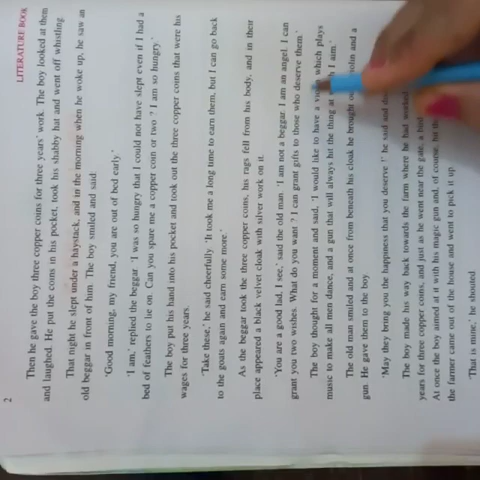 2
LITERATURE BOOK
Then he gave the boy three copper coins for three years' work. The boy looked at them
and laughed. He put the coins in his pocket, took his shabby hat and went off whistling.
That night he slept under a haystack, and in the morning when he woke up, he saw an
old beggar in front of him. The boy smiled and said.
'Good morning, my friend, you are out of bed early.'
'I am,' replied the beggar. 'I was so hungry that I could not have slept even if I had a
bed of feathers to lie on. Can you spare me a copper coin or two ? I am so hungry.'
The boy put his hand into his pocket and took out the three copper coins that were his
wages for three years.
'Take these,' he said cheerfully. 'It took me a long time to earn them, but I can go back
to the goats again and earn some more.'
As the beggar took the three copper coins, his rags fell from his body, and in their
place appeared a black velvet cloak with silver work on it.
'You are a good lad, I see,' said the old man. 'I am not a beggar. I am an angel. I can
grant you two wishes. What do you want ? I can grant gifts to those who deserve them.'
The boy thought for a moment and said, 'I would like to have a violin which plays
music to make all men dance, and a gun that will always hit the thing at I aim.'
The old man smiled and at once from beneath his cloak he brought violin and a
gun. He gave them to the boy
'May they bring you the happiness that you deserve !' he said and
The boy made his way back towards the farm where he had worked
years for three copper coins, and just as he went near the gate, a
At once the boy aimed at it with his magic gun and, of course,
the farmer came out of the house and went to pick it up.
'That is mine,' he shouted.